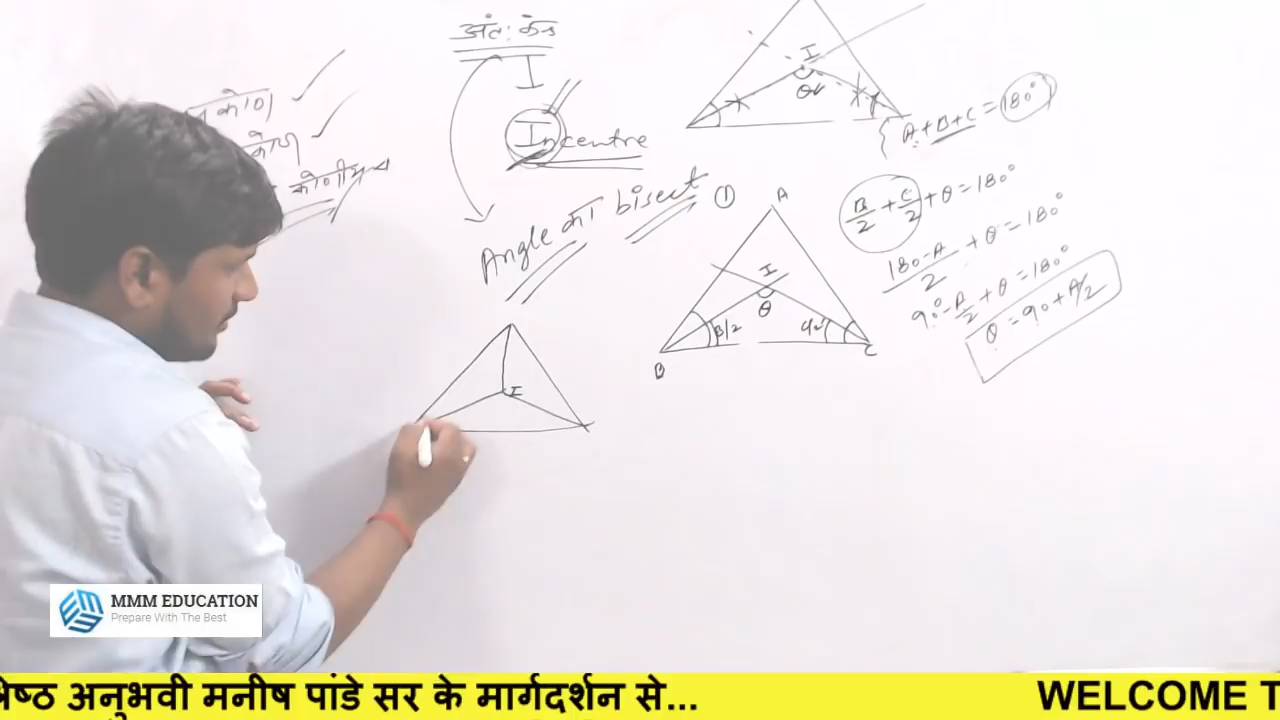 अंत: केन्द्र
I
Incentre
कोण
कोण
Angle का bisect
①
I
θ
A + B + C = 180°
B/2 + C/2 + θ = 180°
180-A/2 + θ = 180°
90° - A/2 + θ = 180°
θ = 90 + A/2
A
I
θ
B/2
C/2
B
C
I
MMM EDUCATION
Prepare With The Best
अनुभवी मनीष पांडे सर के मार्गदर्शन से...
WELCOME T